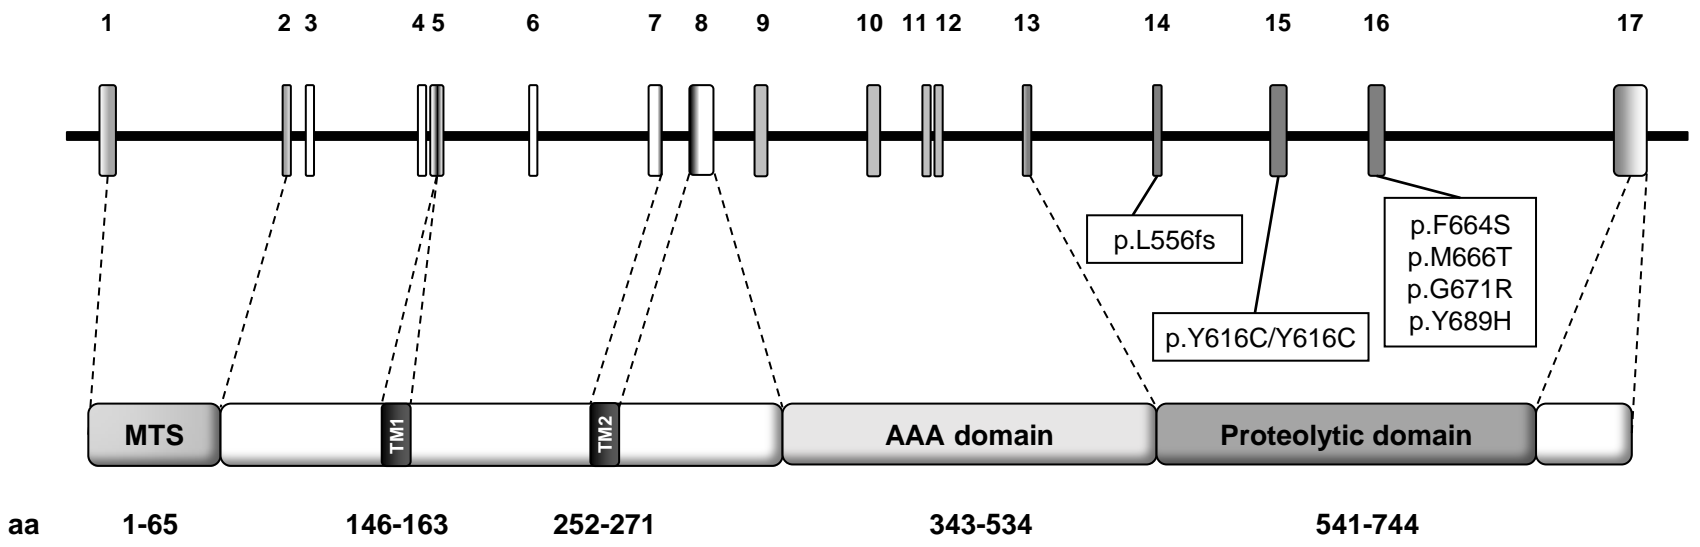 1 2 3 4 5 6 7 8 9 10 11 12 13 14 15 16 17
p.L556fs
p.Y616C/Y616C
p.F664S
p.M666T
p.G671R
p.Y689H
MTS TM1 TM2 AAA domain Proteolytic domain
aa 1-65 146-163 252-271 343-534 541-744